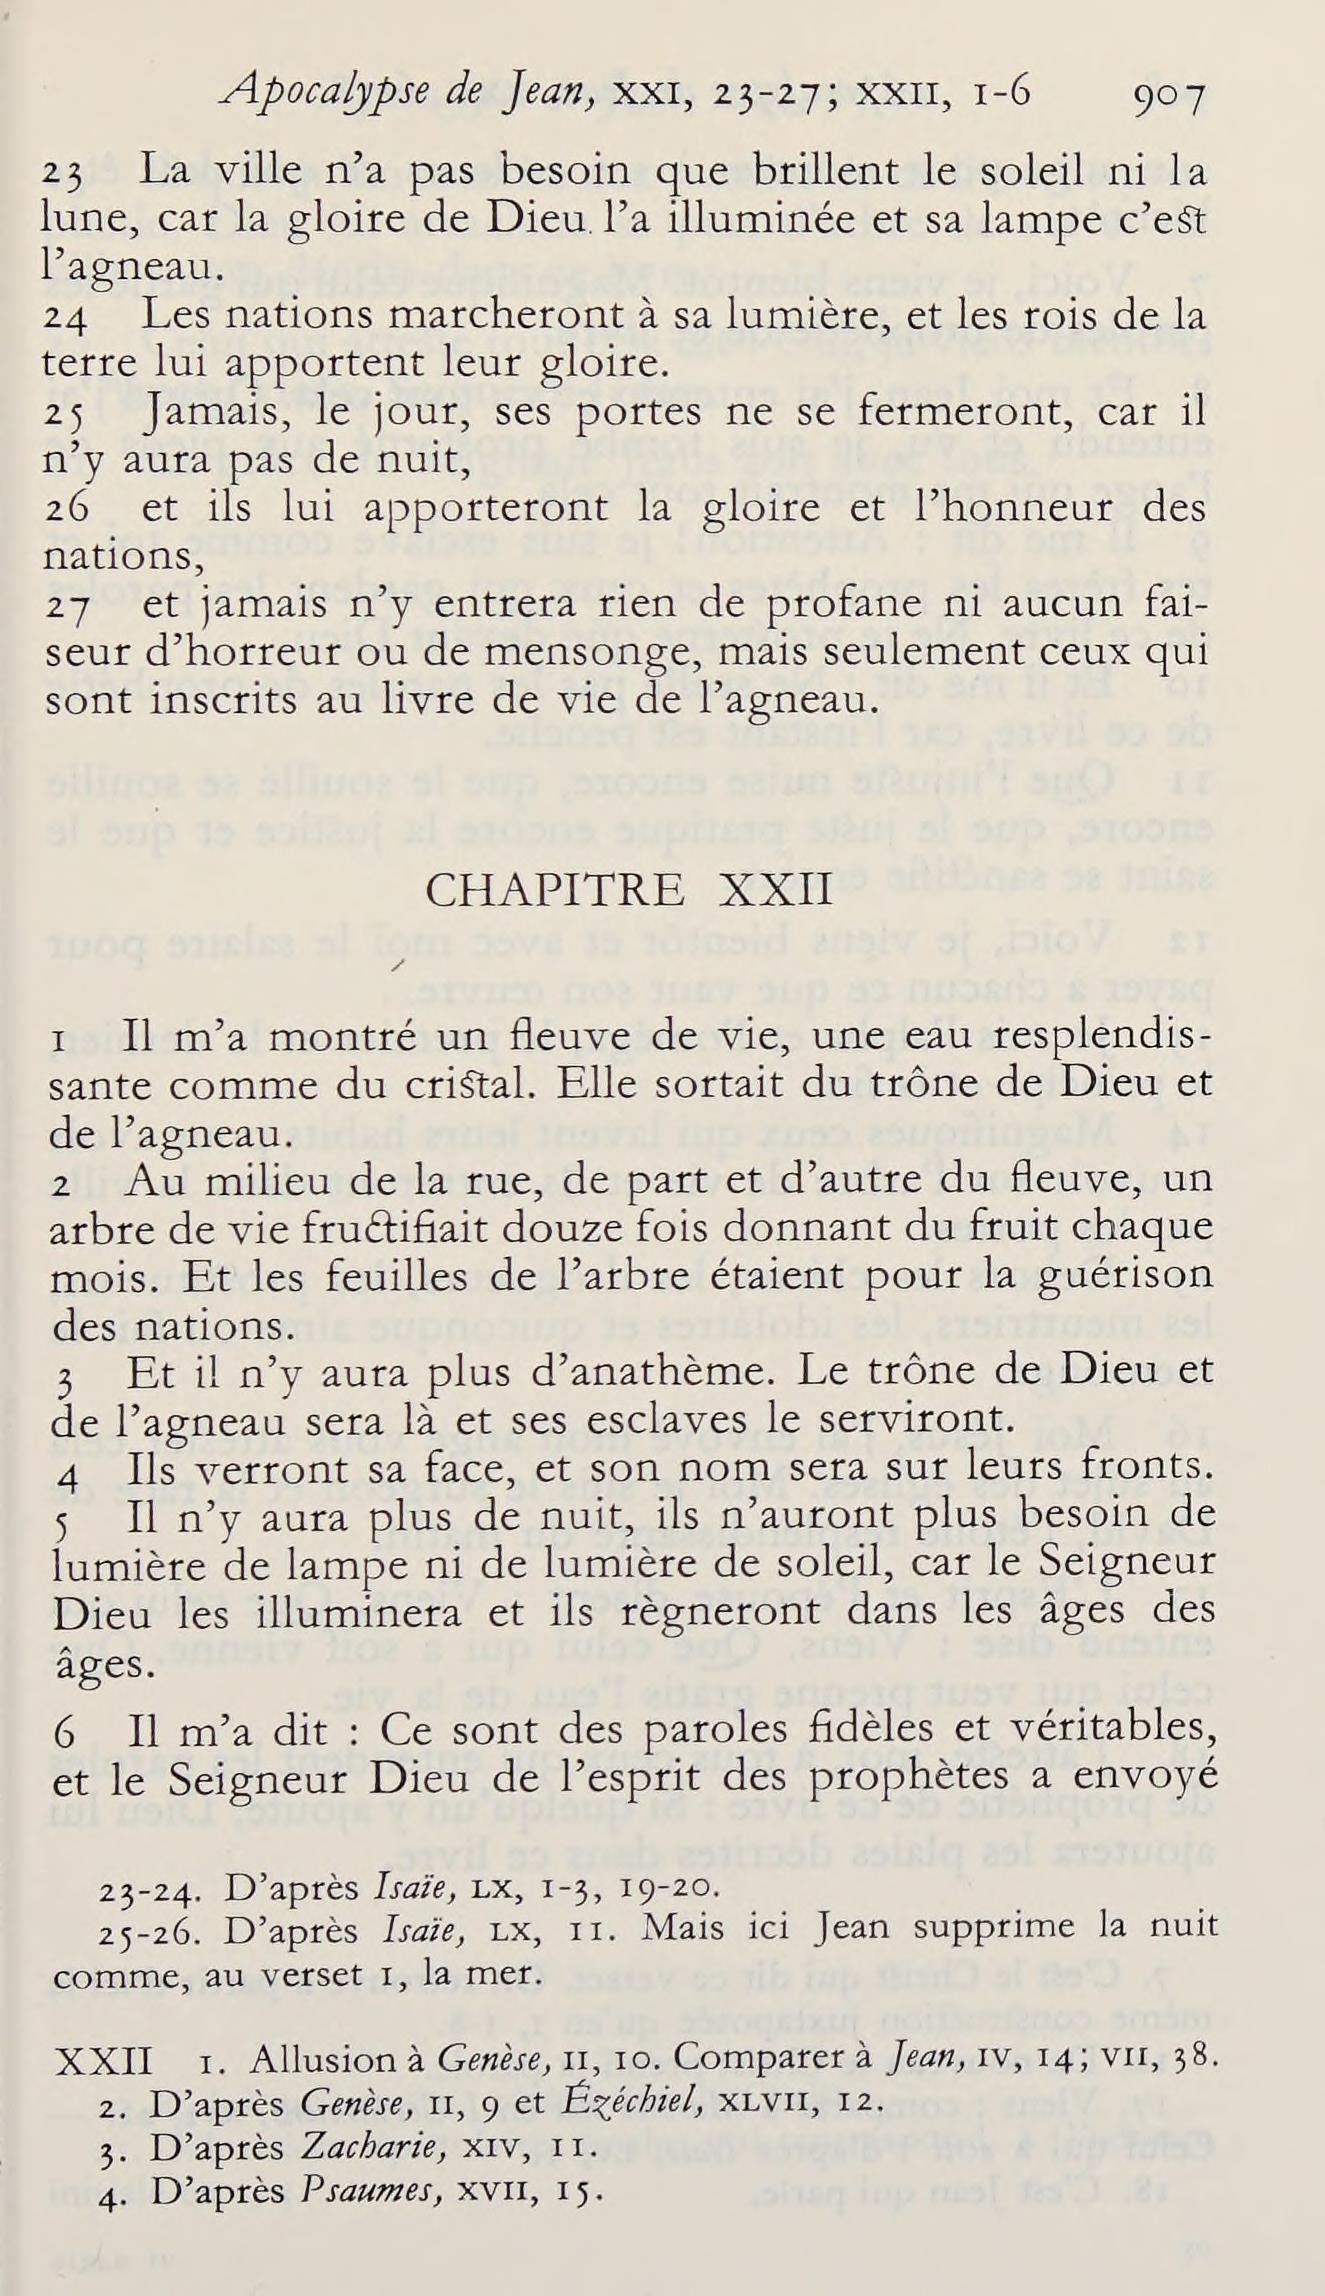 Apocalypse de Jean, XXI, 23-27; XXII, 1-6 907
23 La ville n’a pas besoin que brillent le soleil ni la
lune, car la gloire de Dieu l’a illuminée et sa lampe c’est
l’agneau.
24 Les nations marcheront à sa lumière, et les rois de la
terre lui apportent leur gloire.
25 Jamais, le jour, ses portes ne se fermeront, car il
n’y aura pas de nuit,
26 et ils lui apporteront la gloire et l’honneur des
nations,
27 et jamais n’y entrera rien de profane ni aucun fai-
seur d’horreur ou de mensonge, mais seulement ceux qui
sont inscrits au livre de vie de l’agneau.
CHAPITRE XXII
1 Il m’a montré un fleuve de vie, une eau resplendis-
sante comme du cristal. Elle sortait du trône de Dieu et
de l’agneau.
2 Au milieu de la rue, de part et d’autre du fleuve, un
arbre de vie fructifiait douze fois donnant du fruit chaque
mois. Et les feuilles de l’arbre étaient pour la guérison
des nations.
3 Et il n’y aura plus d’anathème. Le trône de Dieu et
de l’agneau sera là et ses esclaves le serviront.
4 Ils verront sa face, et son nom sera sur leurs fronts.
5 Il n’y aura plus de nuit, ils n’auront plus besoin de
lumière de lampe ni de lumière de soleil, car le Seigneur
Dieu les illuminera et ils règneront dans les âges des
âges.
6 Il m’a dit : Ce sont des paroles fidèles et véritables,
et le Seigneur Dieu de l’esprit des prophètes a envoyé
23-24. D’après Isaïe, LX, 1-3, 19-20.
25-26. D’après Isaïe, LX, 11. Mais ici Jean supprime la nuit
comme, au verset 1, la mer.
XXII 1. Allusion à Genèse, II, 10. Comparer à Jean, IV, 14; VII, 38.
2. D’après Genèse, II, 9 et Ézéchiel, XLVII, 12.
3. D’après Zacharie, XIV, 11.
4. D’après Psaumes, XVII, 15.